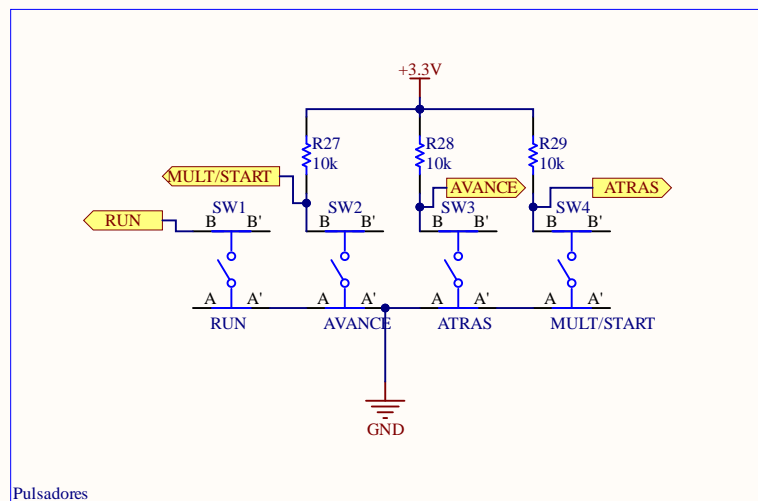 +3.3V
R27
10k
R28
10k
R29
10k
MULT/START
AVANCE
ATRAS
RUN
SW1
SW2
SW3
SW4
B B'
B B'
B B'
B B'
A A'
A A'
A A'
A A'
RUN
AVANCE
ATRAS
MULT/START
GND
Pulsadores